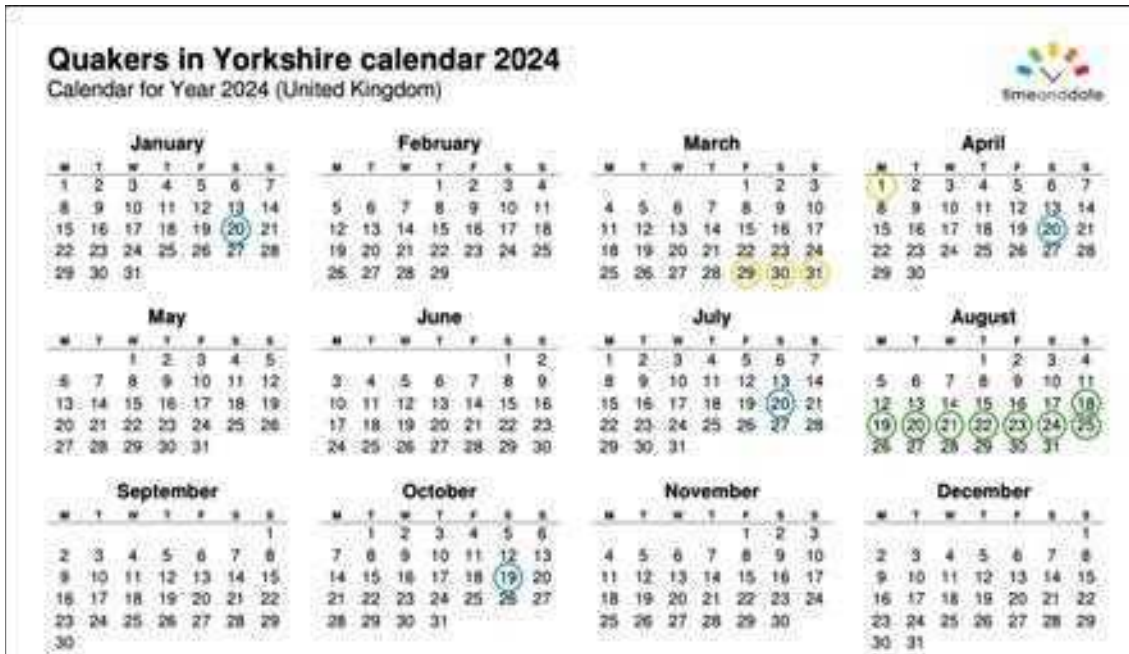 Quakers in Yorkshire calendar 2024
Calendar for Year 2024 (United Kingdom)
timeanddate
January February March April
M T W T F S S M T W T F S S M T W T F S S M T W T F S S
1 2 3 4 5 6 7 1 2 3 4 1 2 3 1 2 3 4 5 6 7
8 9 10 11 12 13 14 5 6 7 8 9 10 11 4 5 6 7 8 9 10 8 9 10 11 12 13 14
15 16 17 18 19 20 21 12 13 14 15 16 17 18 11 12 13 14 15 16 17 15 16 17 18 19 20 21
22 23 24 25 26 27 28 19 20 21 22 23 24 25 18 19 20 21 22 23 24 22 23 24 25 26 27 28
29 30 31 26 27 28 29 25 26 27 28 29 30 31 29 30
May June July August
M T W T F S S M T W T F S S M T W T F S S M T W T F S S
1 2 3 4 5 1 2 1 2 3 4 5 6 7 1 2 3 4
6 7 8 9 10 11 12 3 4 5 6 7 8 9 8 9 10 11 12 13 14 5 6 7 8 9 10 11
13 14 15 16 17 18 19 10 11 12 13 14 15 16 15 16 17 18 19 20 21 12 13 14 15 16 17 18
20 21 22 23 24 25 26 17 18 19 20 21 22 23 22 23 24 25 26 27 28 19 20 21 22 23 24 25
27 28 29 30 31 24 25 26 27 28 29 30 29 30 31 26 27 28 29 30 31
September October November December
M T W T F S S M T W T F S S M T W T F S S M T W T F S S
1 1 2 3 4 5 6 1 2 3 1
2 3 4 5 6 7 8 7 8 9 10 11 12 13 4 5 6 7 8 9 10 2 3 4 5 6 7 8
9 10 11 12 13 14 15 14 15 16 17 18 19 20 11 12 13 14 15 16 17 9 10 11 12 13 14 15
16 17 18 19 20 21 22 21 22 23 24 25 26 27 18 19 20 21 22 23 24 16 17 18 19 20 21 22
23 24 25 26 27 28 29 28 29 30 31 25 26 27 28 29 30 23 24 25 26 27 28 29
30 30 31